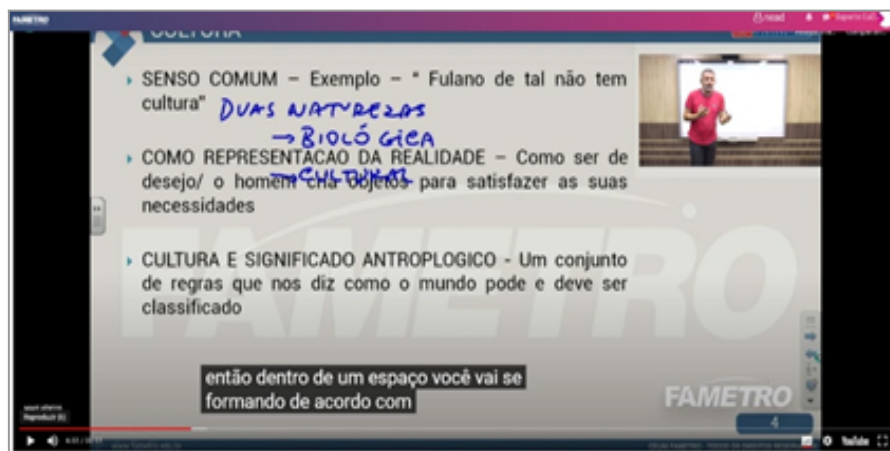 FAMETRO
CULTURA
SENSO COMUM – Exemplo – “ Fulano de tal não tem
cultura”
DUAS NATUREZAS
→ BIOLÓGICA
COMO REPRESENTACAO DA REALIDADE – Como ser de
desejo/ o homem cria objetos para satisfazer as suas
→ CULTURAL
necessidades
CULTURA E SIGNIFICADO ANTROPLOGICO - Um conjunto
de regras que nos diz como o mundo pode e deve ser
classificado
então dentro de um espaço você vai se
formando de acordo com
FAMETRO
4
YouTube